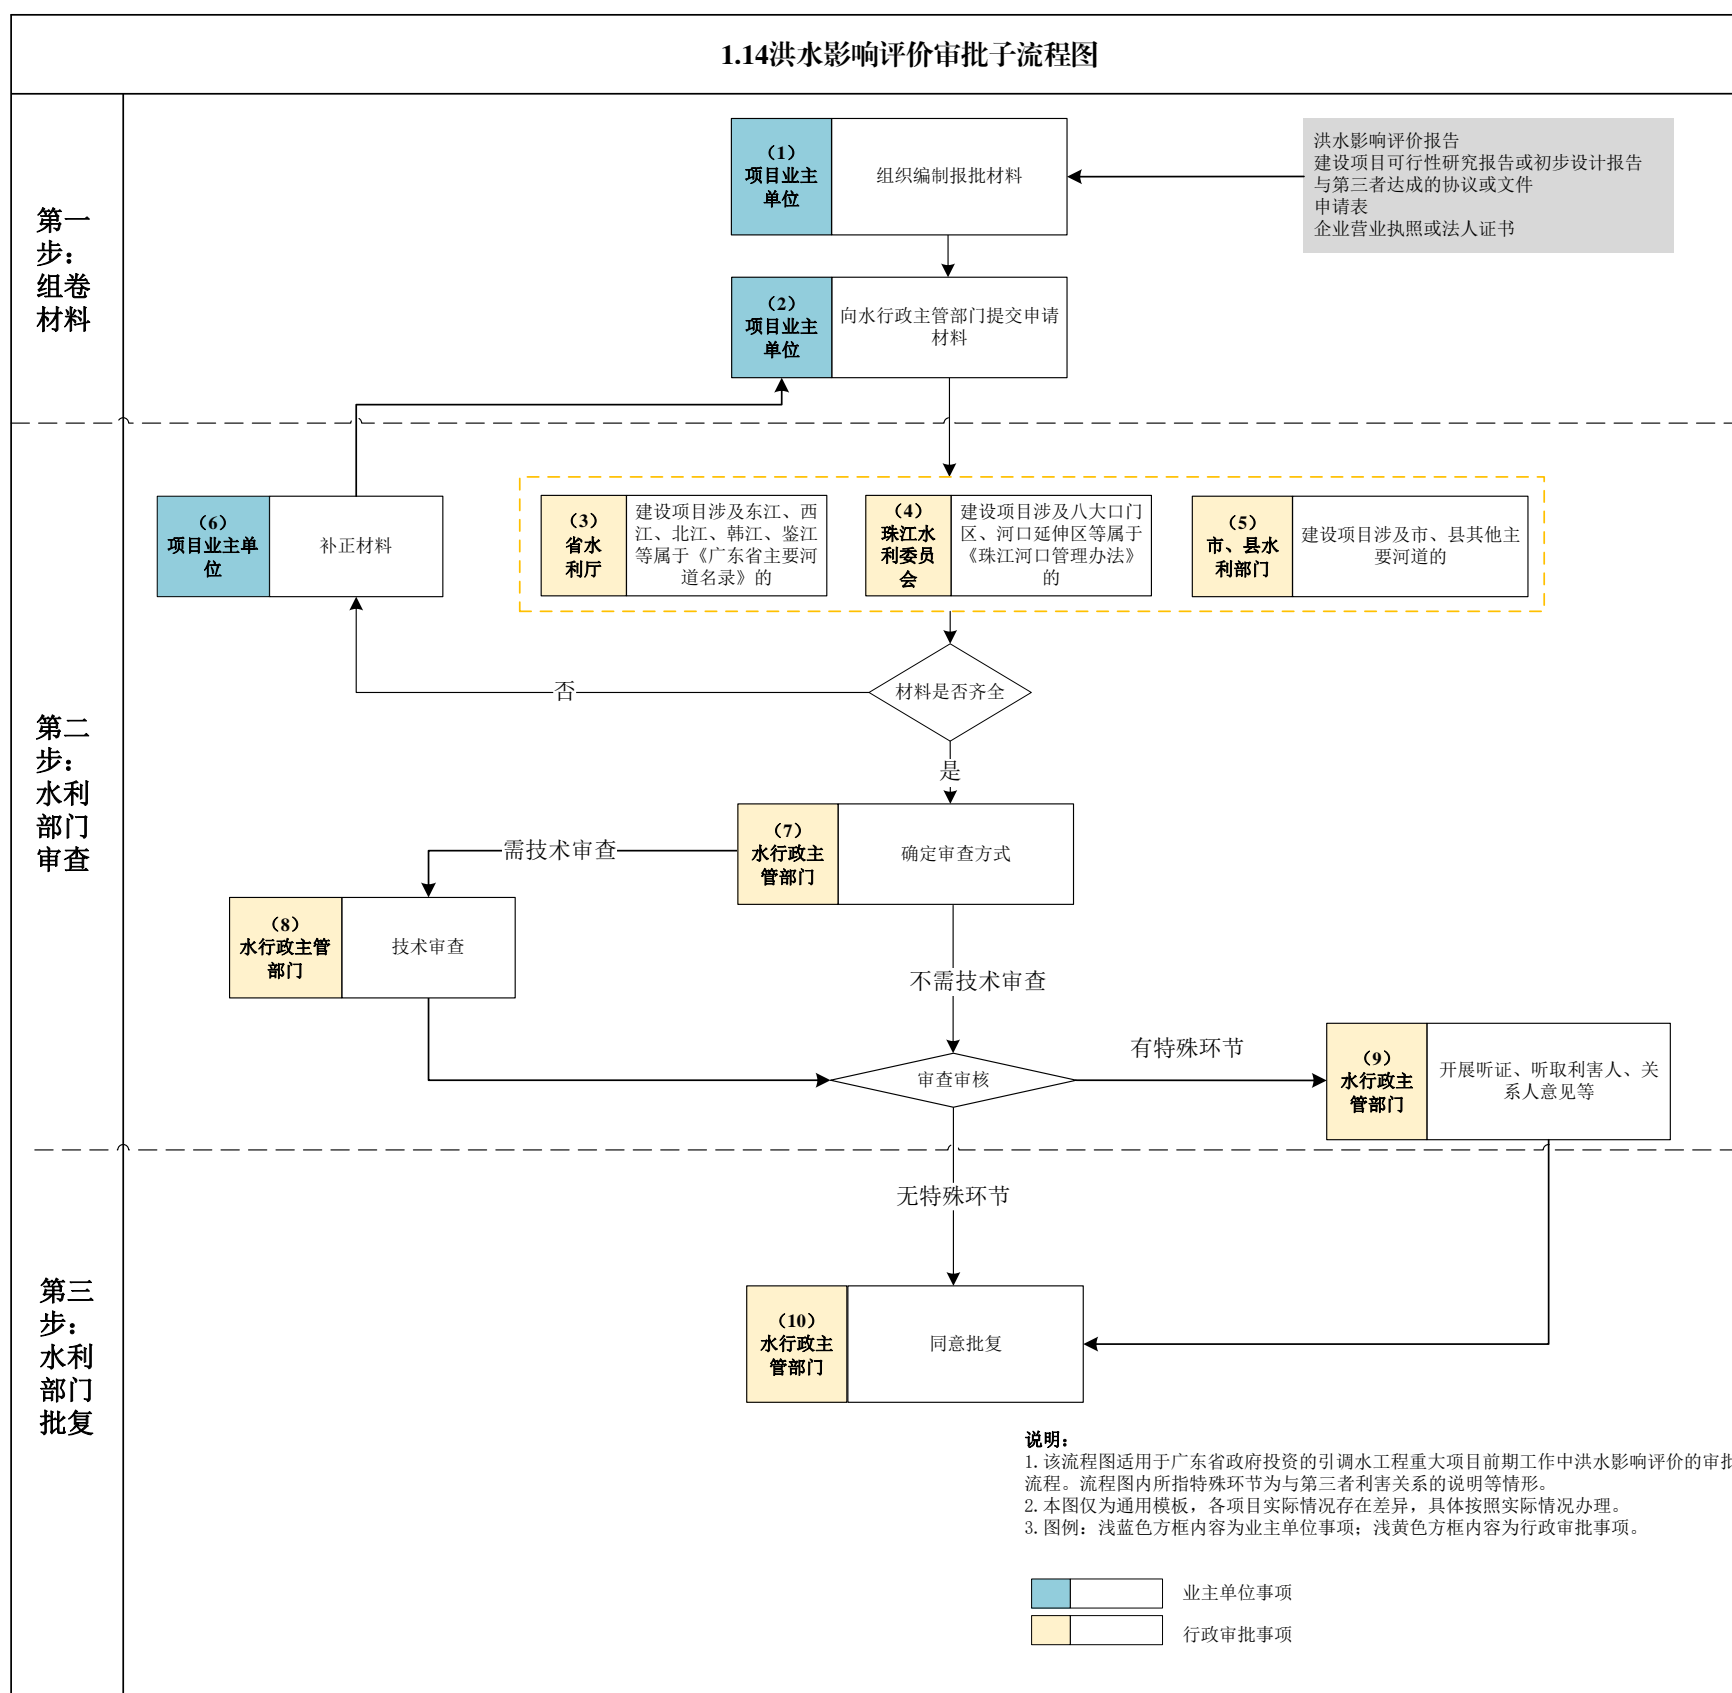 1.14洪水影响评价审批子流程图
第一
步：
组卷
材料
（1）
项目业主
单位
组织编制报批材料
洪水影响评价报告
建设项目可行性研究报告或初步设计报告
与第三者达成的协议或文件
申请表
企业营业执照或法人证书
（2）
项目业主
单位
向水行政主管部门提交申请
材料
第二
步：
水利
部门
审查
（6）
项目业主单
位
补正材料
（3）
省水
利厅
建设项目涉及东江、西
江、北江、韩江、鉴江
等属于《广东省主要河
道名录》的
（4）
珠江水
利委员
会
建设项目涉及八大口门
区、河口延伸区等属于
《珠江河口管理办法》
的
（5）
市、县水
利部门
建设项目涉及市、县其他主
要河道的
材料是否齐全
否
是
（7）
水行政主
管部门
确定审查方式
需技术审查
（8）
水行政主管
部门
技术审查
不需技术审查
审查审核
有特殊环节
（9）
水行政主
管部门
开展听证、听取利害人、关
系人意见等
无特殊环节
第三
步：
水利
部门
批复
（10）
水行政主
管部门
同意批复
说明：
1.该流程图适用于广东省政府投资的引调水工程重大项目前期工作中洪水影响评价的审批
流程。流程图内所指特殊环节为与第三者利害关系的说明等情形。
2.本图仅为通用模板，各项目实际情况存在差异，具体按照实际情况办理。
3.图例：浅蓝色方框内容为业主单位事项；浅黄色方框内容为行政审批事项。
业主单位事项
行政审批事项